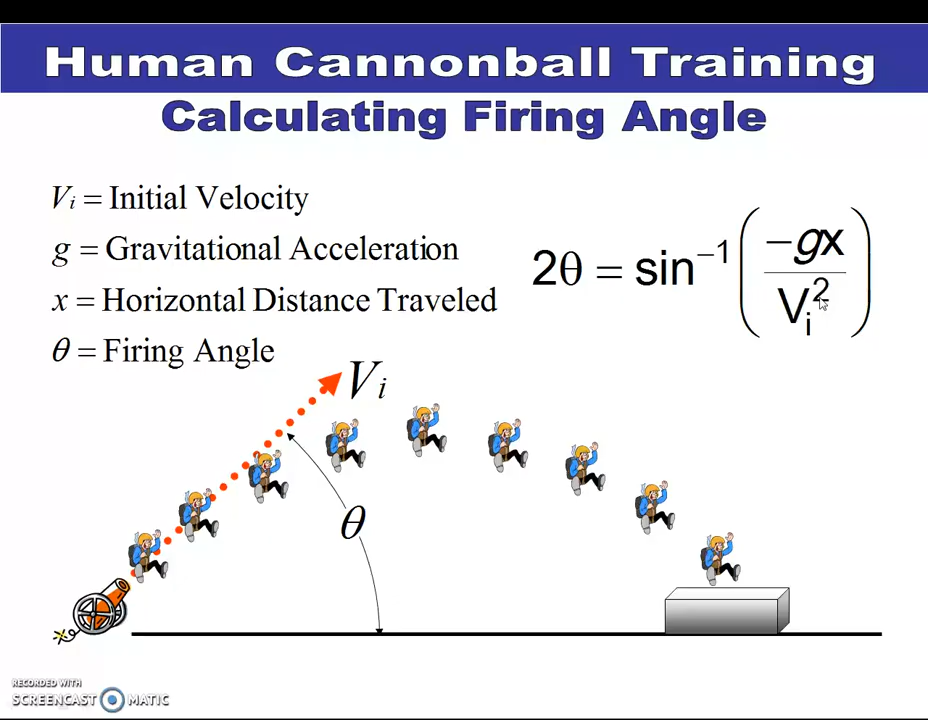 Human Cannonball Training
Calculating Firing Angle
Vi = Initial Velocity
g = Gravitational Acceleration
x = Horizontal Distance Traveled
θ = Firing Angle
2θ = sin⁻¹ (−gx / Vi²)
Vi
θ
RECORDED WITH
SCREENCAST MATIC